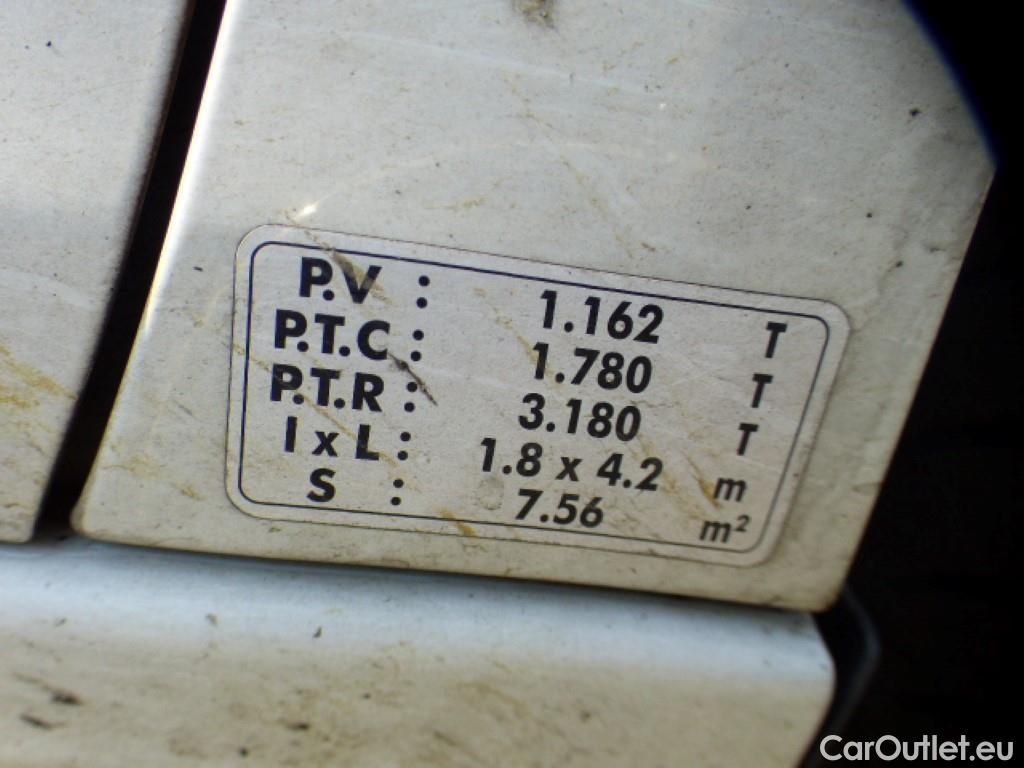 P.V : 1.162 T
P.T.C : 1.780 T
P.T.R : 3.180 T
l x L : 1.8 x 4.2 m
S : 7.56 m²
CarOutlet.eu